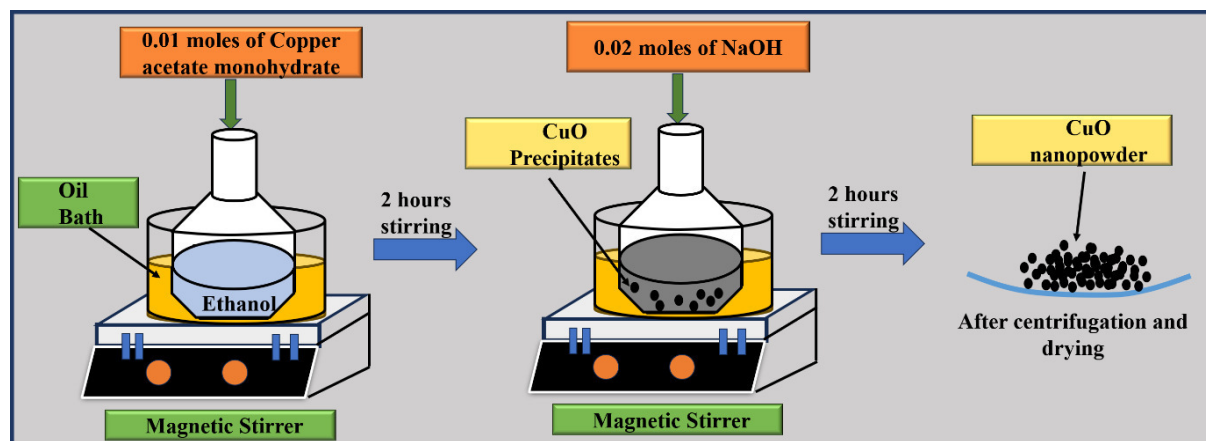 0.01 moles of Copper
acetate monohydrate
Oil
Bath
Ethanol
Magnetic Stirrer
2 hours
stirring
0.02 moles of NaOH
CuO
Precipitates
Magnetic Stirrer
2 hours
stirring
CuO
nanopowder
After centrifugation and
drying